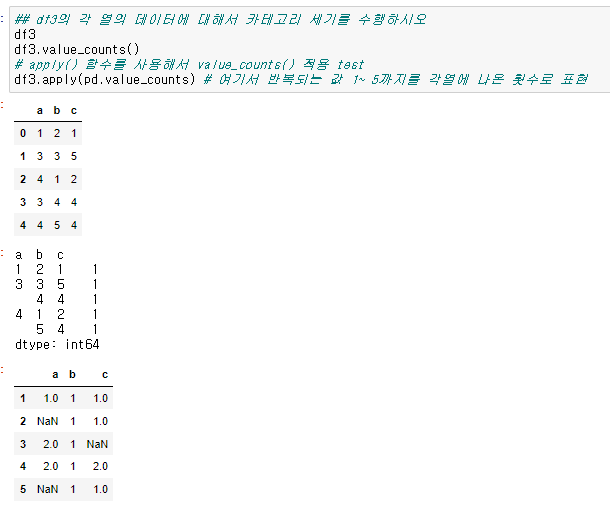 ## df3의 각 열의 데이터에 대해서 카테고리 세기를 수행하시오
df3
df3.value_counts()
# apply() 함수를 사용해서 value_counts() 적용 test
df3.apply(pd.value_counts) # 여기서 반복되는 값 1~ 5까지를 각열에 나온 횟수로 표현
a b c
0 1 2 1
1 3 3 5
2 4 1 2
3 3 4 4
4 4 5 4
a b c
1 2 1 1
3 3 5 1
4 4 1
4 1 2 1
5 4 1
dtype: int64
a b c
1 1.0 1 1.0
2 NaN 1 1.0
3 2.0 1 NaN
4 2.0 1 2.0
5 NaN 1 1.0